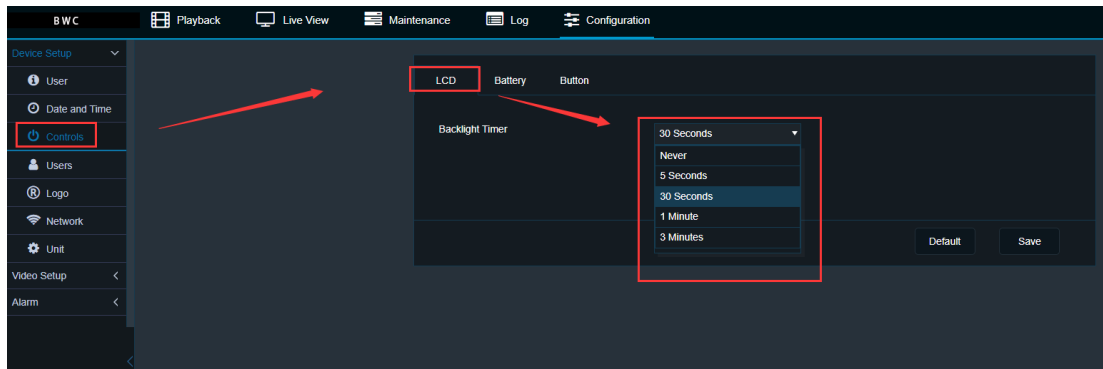 BWC
Playback
Live View
Maintenance
Log
Configuration
Device Setup
User
Date and Time
Controls
Users
Logo
Network
Unit
Video Setup
Alarm
LCD
Battery
Button
Backlight Timer
30 Seconds
Never
5 Seconds
30 Seconds
1 Minute
3 Minutes
Default
Save